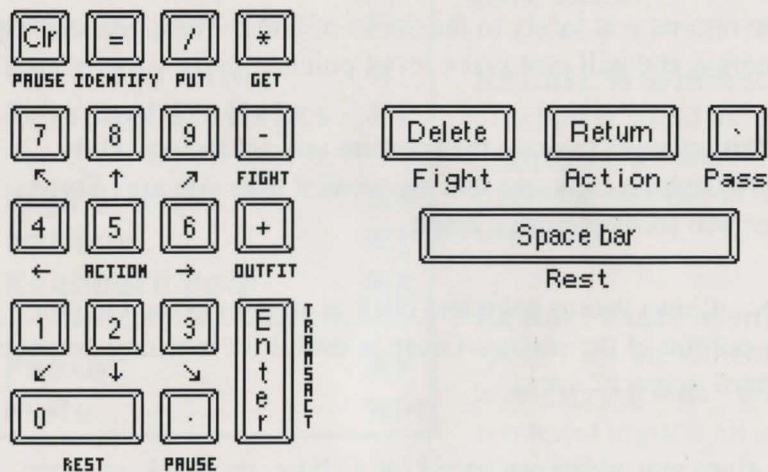 Clr = / *
PAUSE IDENTIFY PUT GET
7 8 9 -
↖ ↑ ↗ FIGHT
4 5 6 +
← ACTION → OUTFIT
1 2 3 Enter TRANSACT
↙ ↓ ↘
0 .
REST PAUSE
Delete Return `
Fight Action Pass
Space bar
Rest